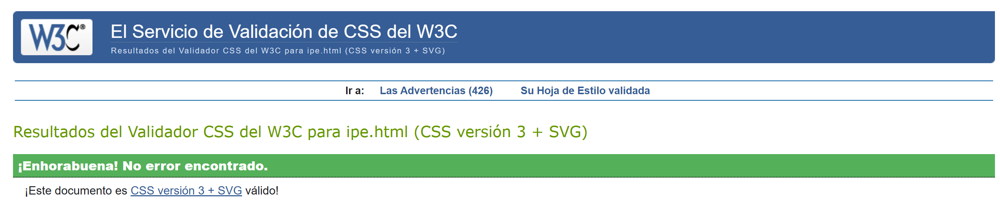 W3C®
El Servicio de Validación de CSS del W3C
Resultados del Validador CSS del W3C para ipe.html (CSS versión 3 + SVG)
Ir a: Las Advertencias (426) Su Hoja de Estilo validada
Resultados del Validador CSS del W3C para ipe.html (CSS versión 3 + SVG)
¡Enhorabuena! No error encontrado.
¡Este documento es CSS versión 3 + SVG válido!